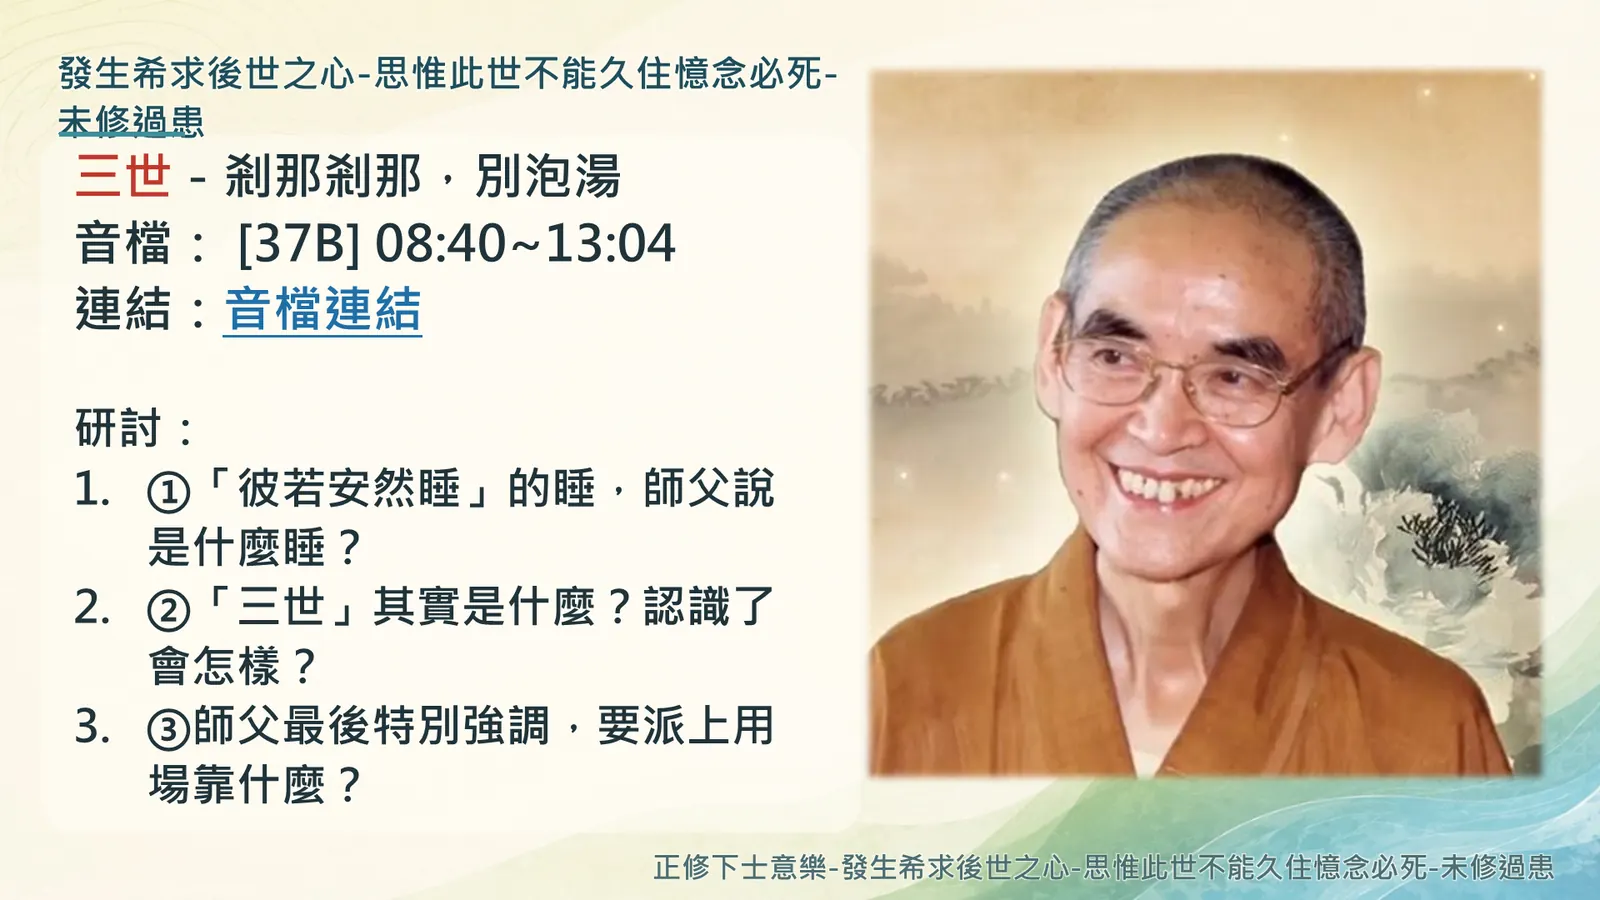 發生希求後世之心-思惟此世不能久住憶念必死-
未修過患
三世 - 剎那剎那，別泡湯
音檔： [37B] 08:40~13:04
連結：音檔連結
研討：
1. ①「彼若安然睡」的睡，師父說
是什麼睡？
2. ②「三世」其實是什麼？認識了
會怎樣？
3. ③師父最後特別強調，要派上用
場靠什麼？
正修下士意樂-發生希求後世之心-思惟此世不能久住憶念必死-未修過患